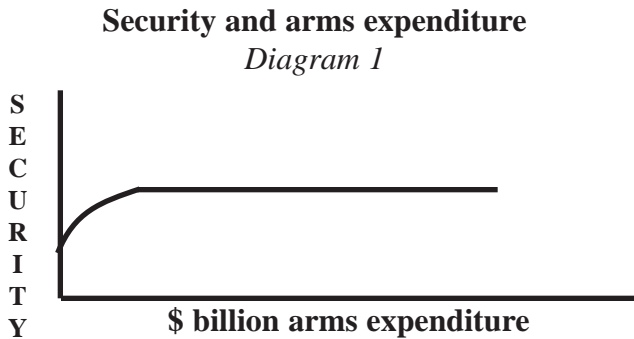 Security and arms expenditure
Diagram 1
S
E
C
U
R
I
T
Y
$ billion arms expenditure